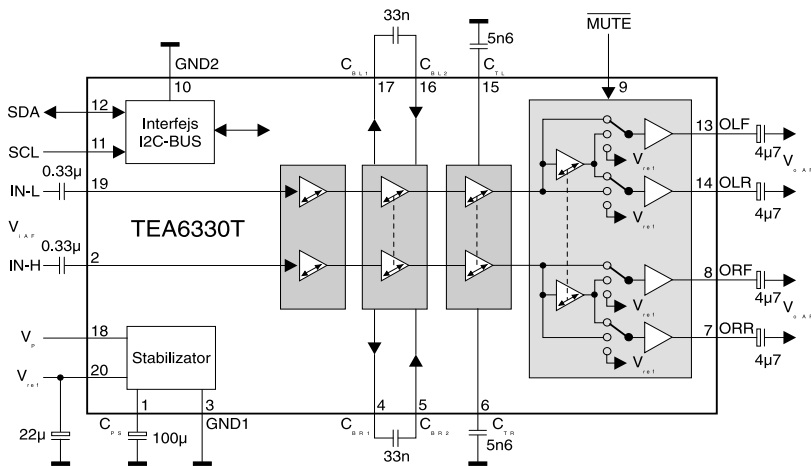 33n
5n6
MUTE
GND2
C BL1
C BL2
C TL
10
17
16
15
9
SDA
12
Interfejs
I2C-BUS
13
OLF
SCL
11
4µ7
V oAF
0.33µ
V ref
IN-L
19
14
OLR
V iAF
TEA6330T
V ref
4µ7
0.33µ
IN-H
2
8
ORF
4µ7
V oAF
V P
18
Stabilizator
V ref
7
ORR
V ref
20
V ref
4µ7
1
3
4
5
6
C PS
GND1
C BR1
C BR2
C TR
22µ
100µ
33n
5n6